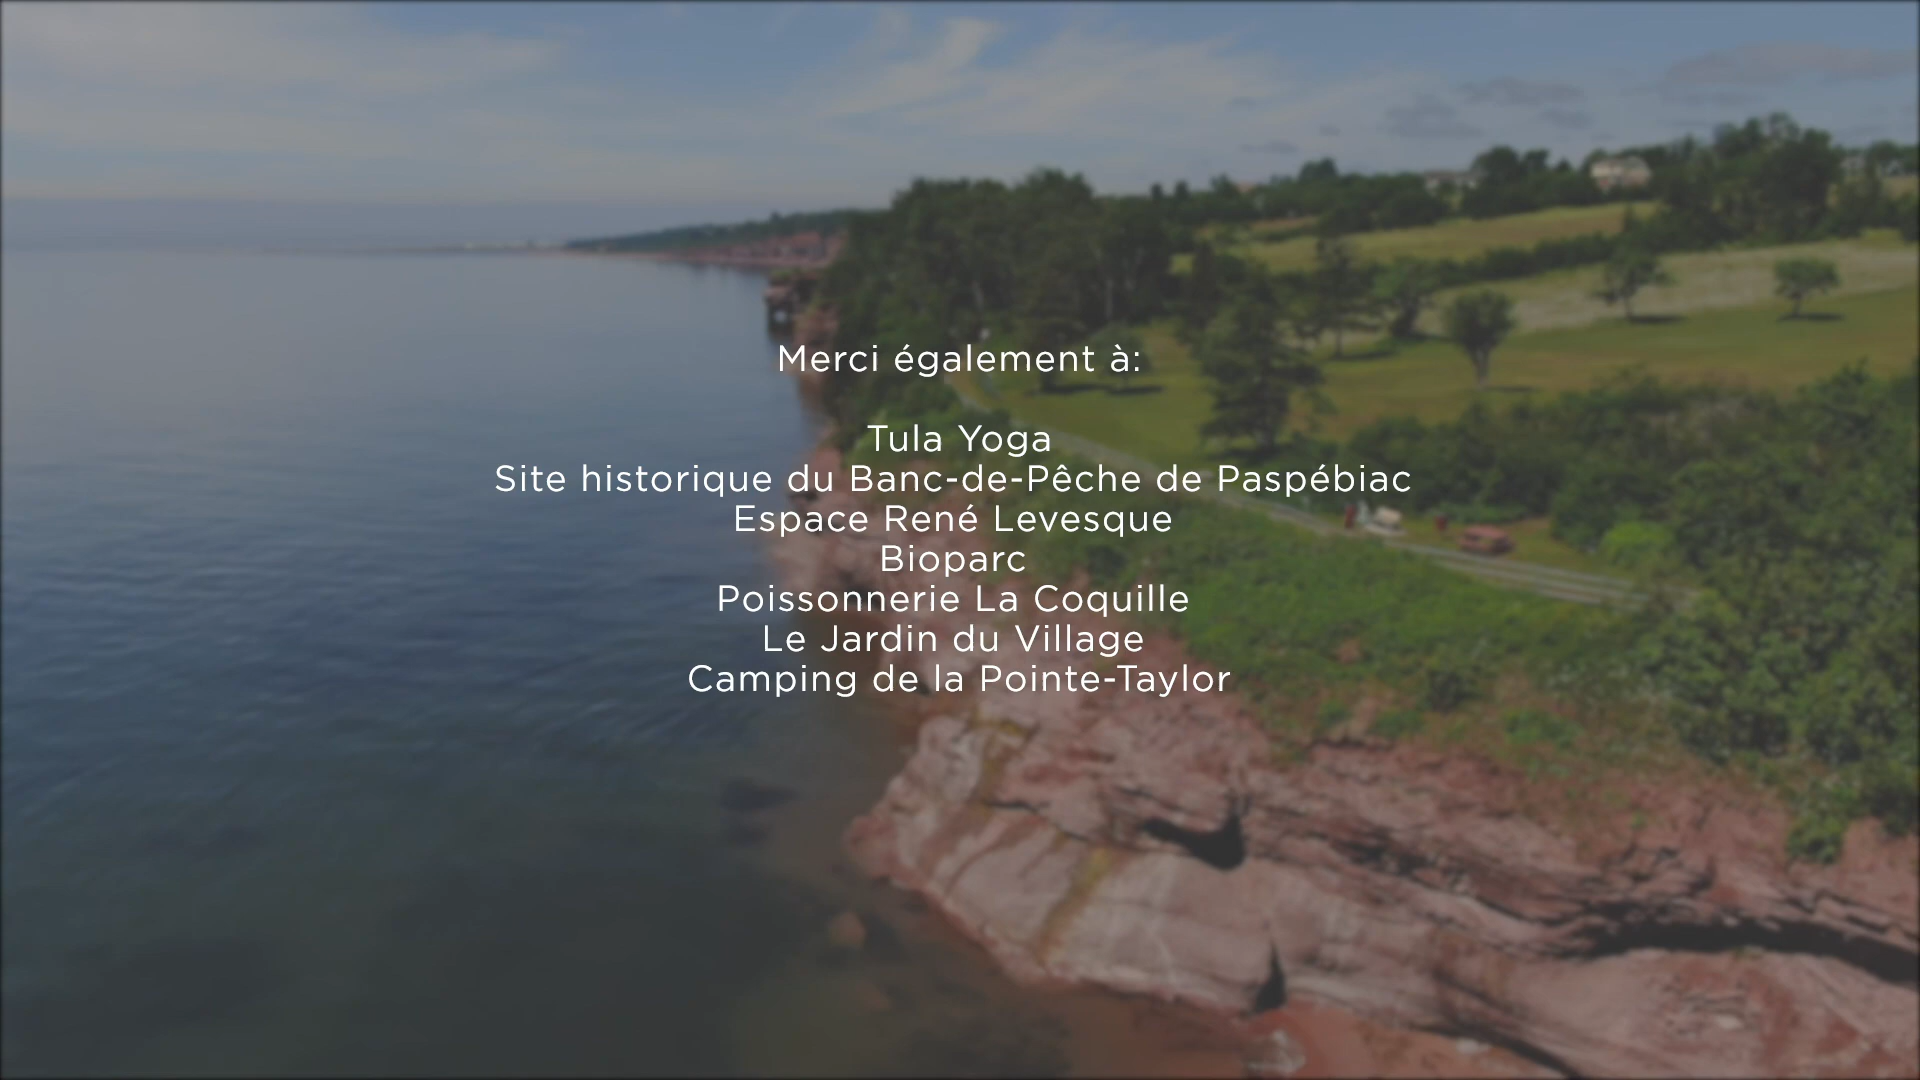 Merci également à:
Tula Yoga
Site historique du Banc-de-Pêche de Paspébiac
Espace René Levesque
Bioparc
Poissonnerie La Coquille
Le Jardin du Village
Camping de la Pointe-Taylor